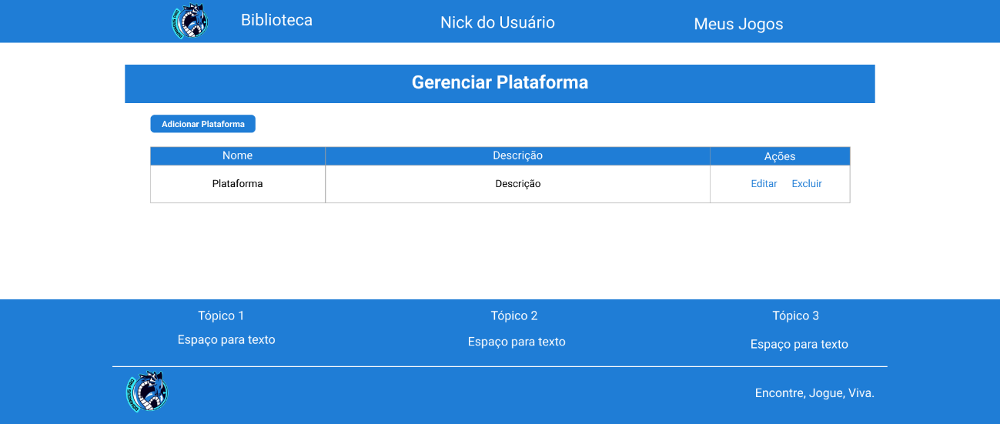 Biblioteca
Nick do Usuário
Meus Jogos
Gerenciar Plataforma
Adicionar Plataforma
Nome
Descrição
Ações
Plataforma
Descrição
Editar
Excluir
Tópico 1
Tópico 2
Tópico 3
Espaço para texto
Espaço para texto
Espaço para texto
Encontre, Jogue, Viva.